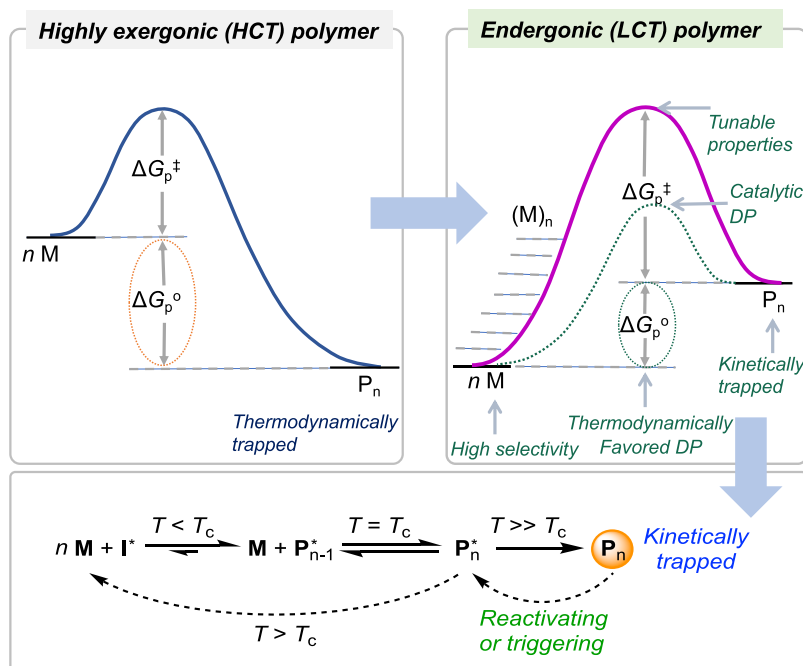 Highly exergonic (HCT) polymer
ΔGp‡
n M
ΔGp°
Pn
Thermodynamically
trapped
Endergonic (LCT) polymer
Tunable
properties
ΔGp‡
Catalytic
DP
(M)n
Pn
ΔGp°
n M
Kinetically
trapped
High selectivity
Thermodynamically
Favored DP
T < Tc
T = Tc
T >> Tc
n M + I*
M + P*n-1
P*n
Pn
Kinetically
trapped
T > Tc
Reactivating
or triggering